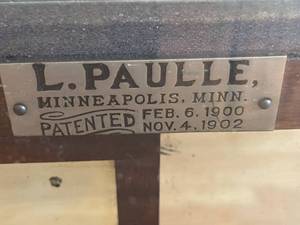 L. PAULLE,
MINNEAPOLIS, MINN.
PATENTED FEB. 6. 1900
NOV. 4. 1902